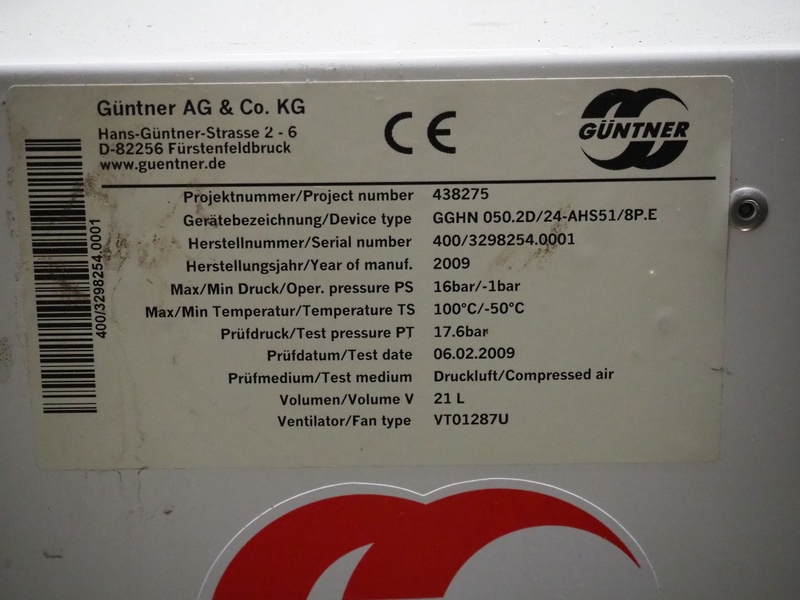 Güntner AG & Co. KG
Hans-Güntner-Strasse 2 - 6
D-82256 Fürstenfeldbruck
www.guentner.de
CE
GÜNTNER
400/3298254.0001
Projektnummer/Project number 438275
Gerätebezeichnung/Device type GGHN 050.2D/24-AHS51/8P.E
Herstellnummer/Serial number 400/3298254.0001
Herstellungsjahr/Year of manuf. 2009
Max/Min Druck/Oper. pressure PS 16bar/-1bar
Max/Min Temperatur/Temperature TS 100°C/-50°C
Prüfdruck/Test pressure PT 17.6bar
Prüfdatum/Test date 06.02.2009
Prüfmedium/Test medium Druckluft/Compressed air
Volumen/Volume V 21 L
Ventilator/Fan type VT01287U